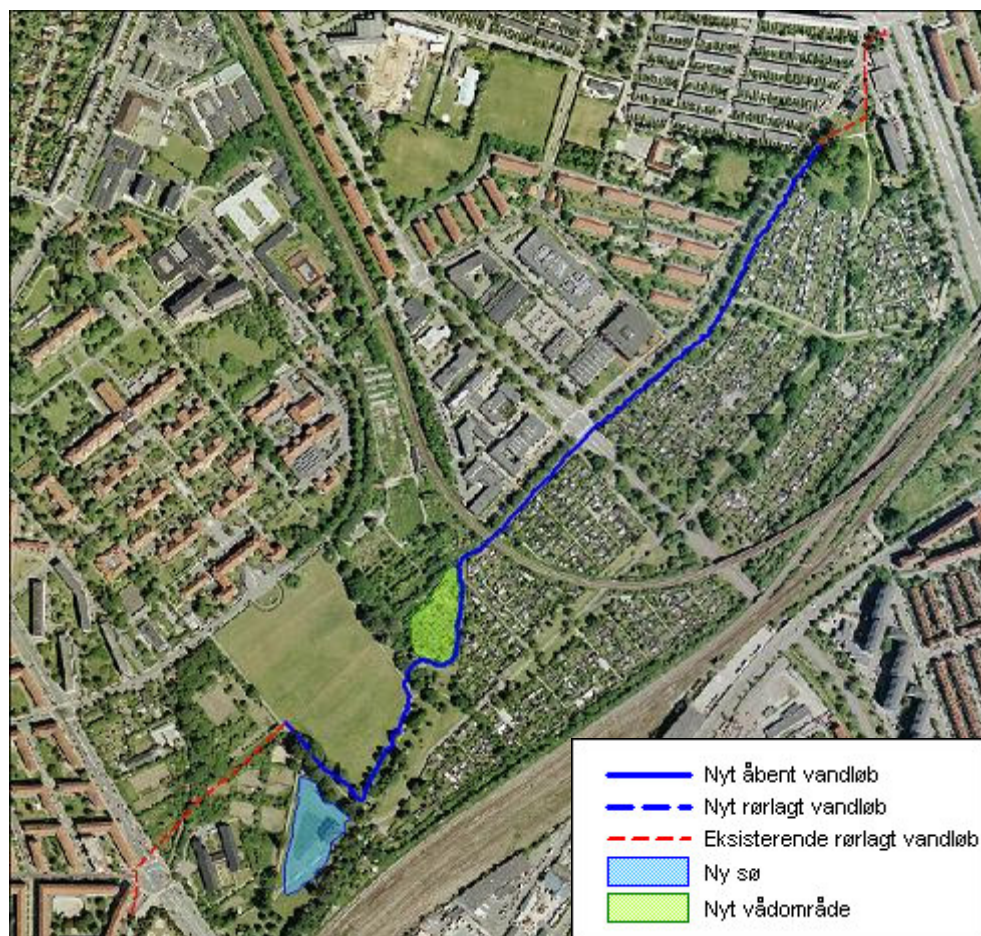 Nyt åbent vandløb
Nyt rørlagt vandløb
Eksisterende rørlagt vandløb
Ny sø
Nyt vådområde